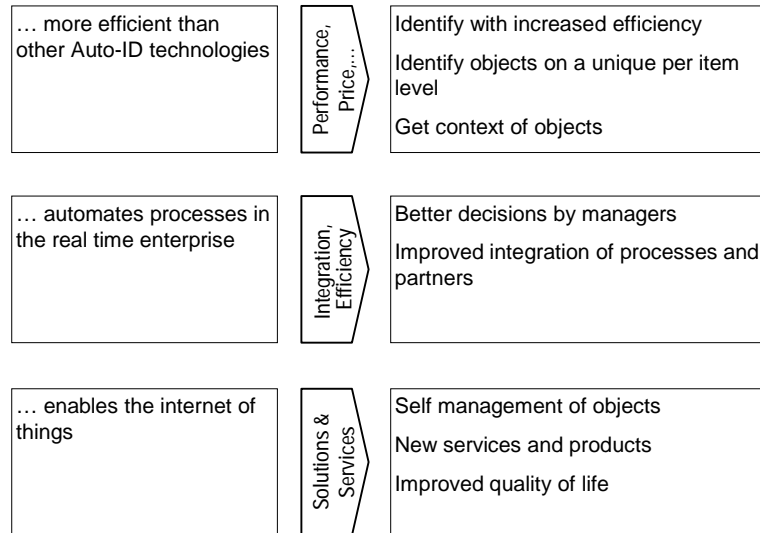 … more efficient than
other Auto-ID technologies
Performance,
Price,...
Identify with increased efficiency
Identify objects on a unique per item
level
Get context of objects
… automates processes in
the real time enterprise
Integration,
Efficiency
Better decisions by managers
Improved integration of processes and
partners
… enables the internet of
things
Solutions &
Services
Self management of objects
New services and products
Improved quality of life